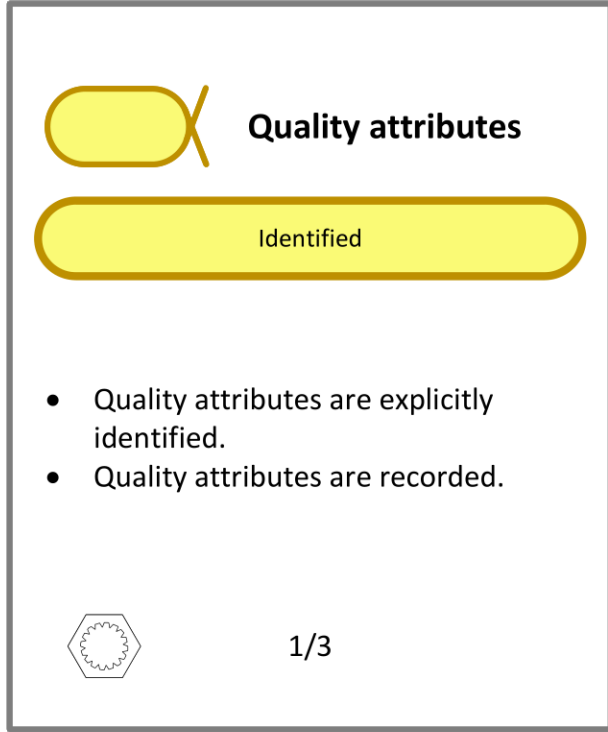 Quality attributes
Identified
• Quality attributes are explicitly
identified.
• Quality attributes are recorded.
1/3